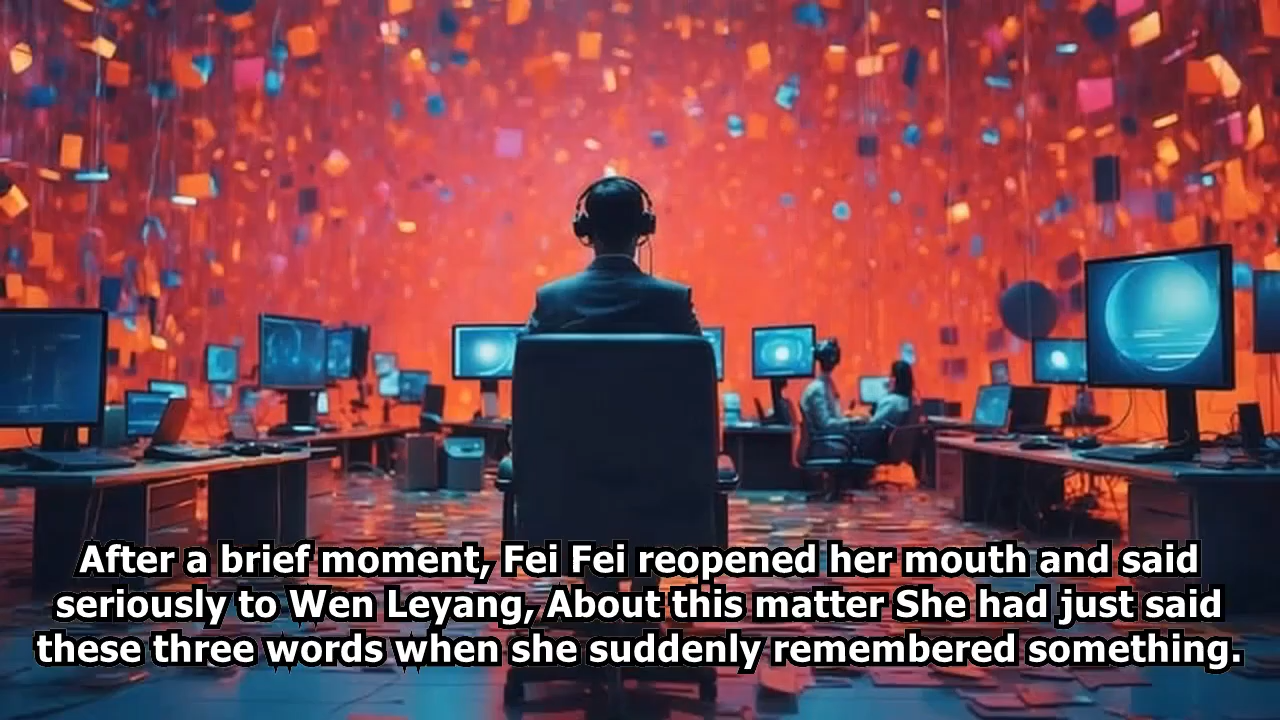 After a brief moment, Fei Fei reopened her mouth and said
seriously to Wen Leyang, About this matter She had just said
these three words when she suddenly remembered something.